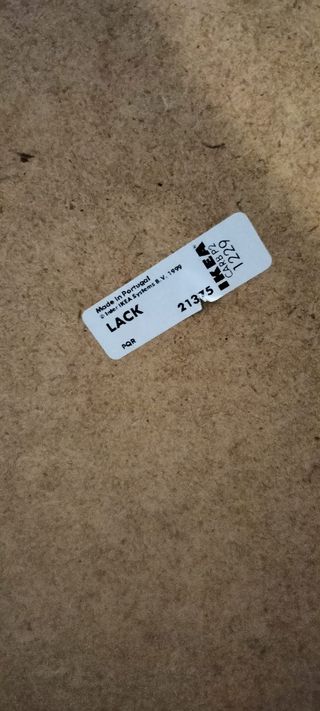 Made in Portugal
© Inter IKEA Systems B.V. 1999
LACK
21375
PQR
IKEA
CARB P2
1229